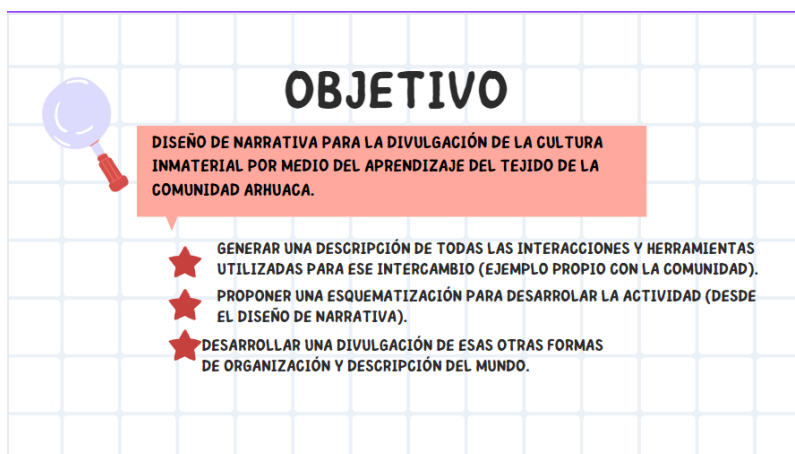 OBJETIVO
DISEÑO DE NARRATIVA PARA LA DIVULGACIÓN DE LA CULTURA
INMATERIAL POR MEDIO DEL APRENDIZAJE DEL TEJIDO DE LA
COMUNIDAD ARHUACA.
GENERAR UNA DESCRIPCIÓN DE TODAS LAS INTERACCIONES Y HERRAMIENTAS
UTILIZADAS PARA ESE INTERCAMBIO (EJEMPLO PROPIO CON LA COMUNIDAD).
PROPONER UNA ESQUEMATIZACIÓN PARA DESARROLAR LA ACTIVIDAD (DESDE
EL DISEÑO DE NARRATIVA).
DESARROLLAR UNA DIVULGACIÓN DE ESAS OTRAS FORMAS
DE ORGANIZACIÓN Y DESCRIPCIÓN DEL MUNDO.